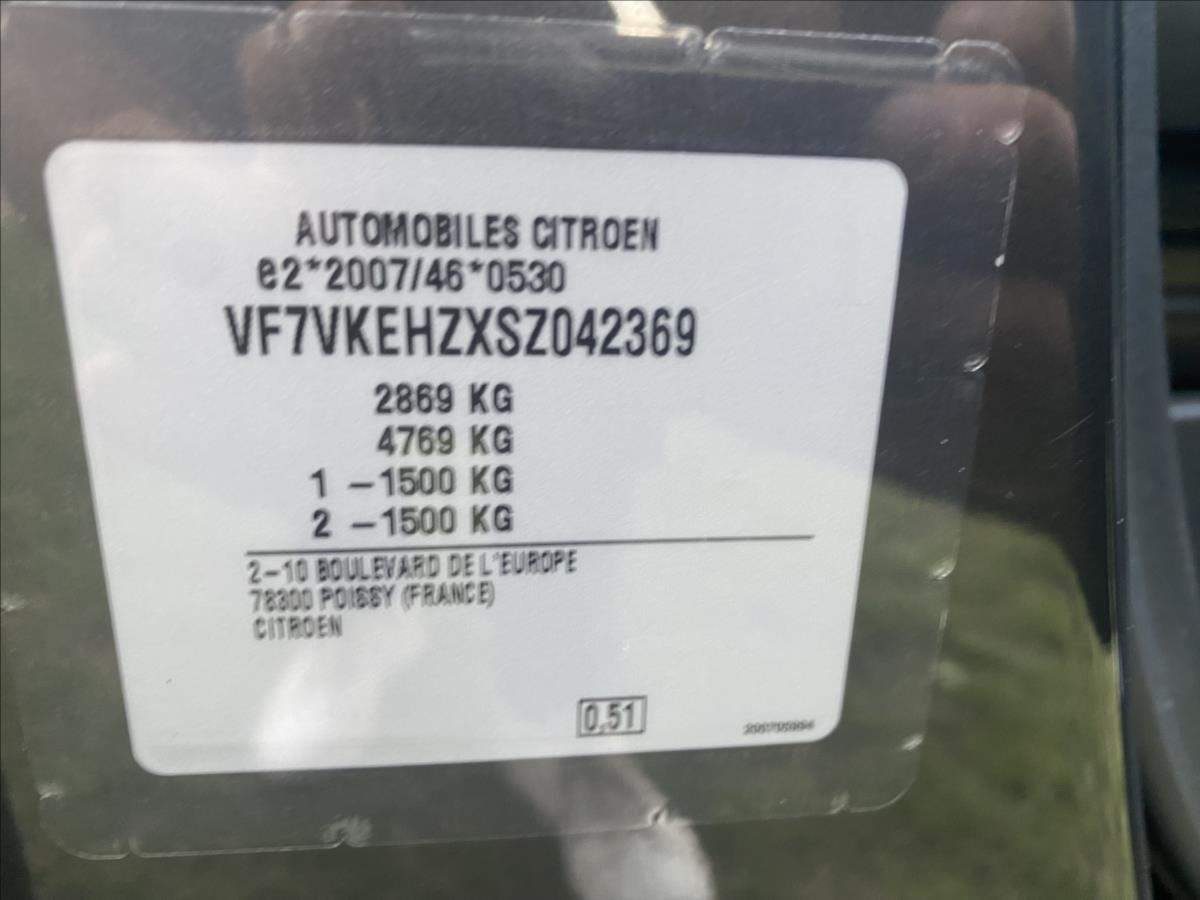 AUTOMOBILES CITROEN
e2*2007/46*0530
VF7VKEHZXSZ042369
2869 KG
4769 KG
1 -1500 KG
2 -1500 KG
2-10 BOULEVARD DE L'EUROPE
78300 POISSY (FRANCE)
CITROEN
0,51